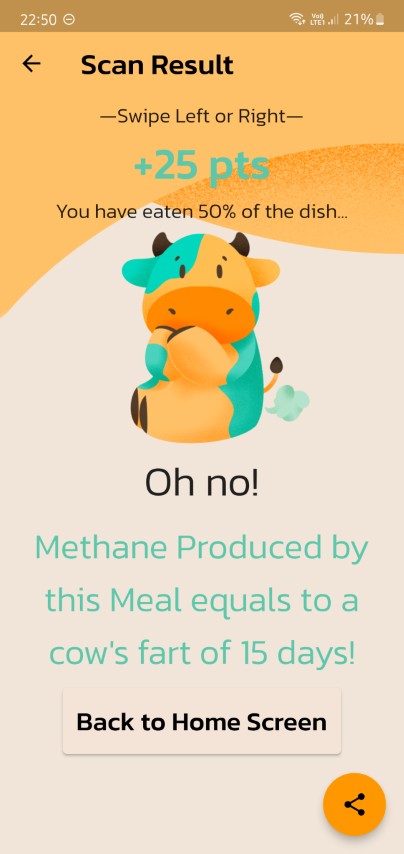 22:50
VoB
LTE1
21%
Scan Result
—Swipe Left or Right—
+25 pts
You have eaten 50% of the dish...
Oh no!
Methane Produced by
this Meal equals to a
cow's fart of 15 days!
Back to Home Screen